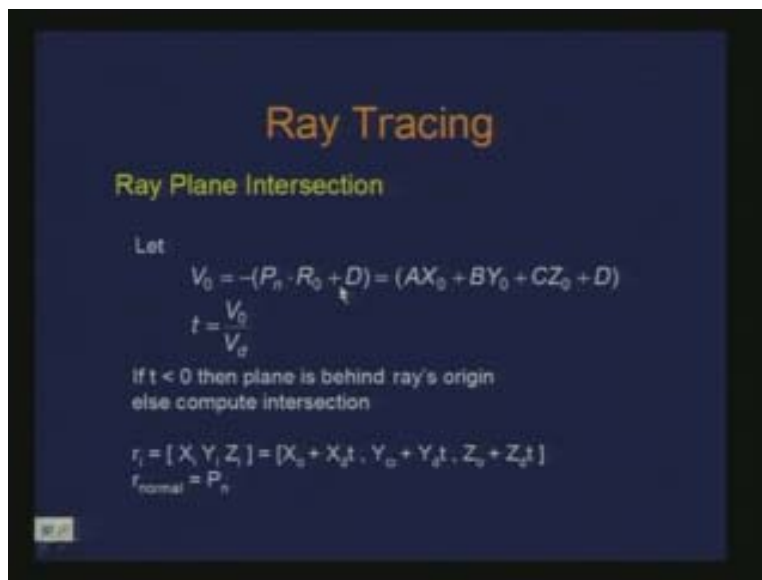 Ray Tracing
Ray Plane Intersection
Let
V₀ = -(Pₙ · R₀ + D) = (AX₀ + BY₀ + CZ₀ + D)
t = V₀ / V_d
If t < 0 then plane is behind ray's origin
else compute intersection
rᵢ = [ Xᵢ Yᵢ Zᵢ ] = [X₀ + X_d t , Y₀ + Y_d t , Z₀ + Z_d t ]
r_normal = Pₙ